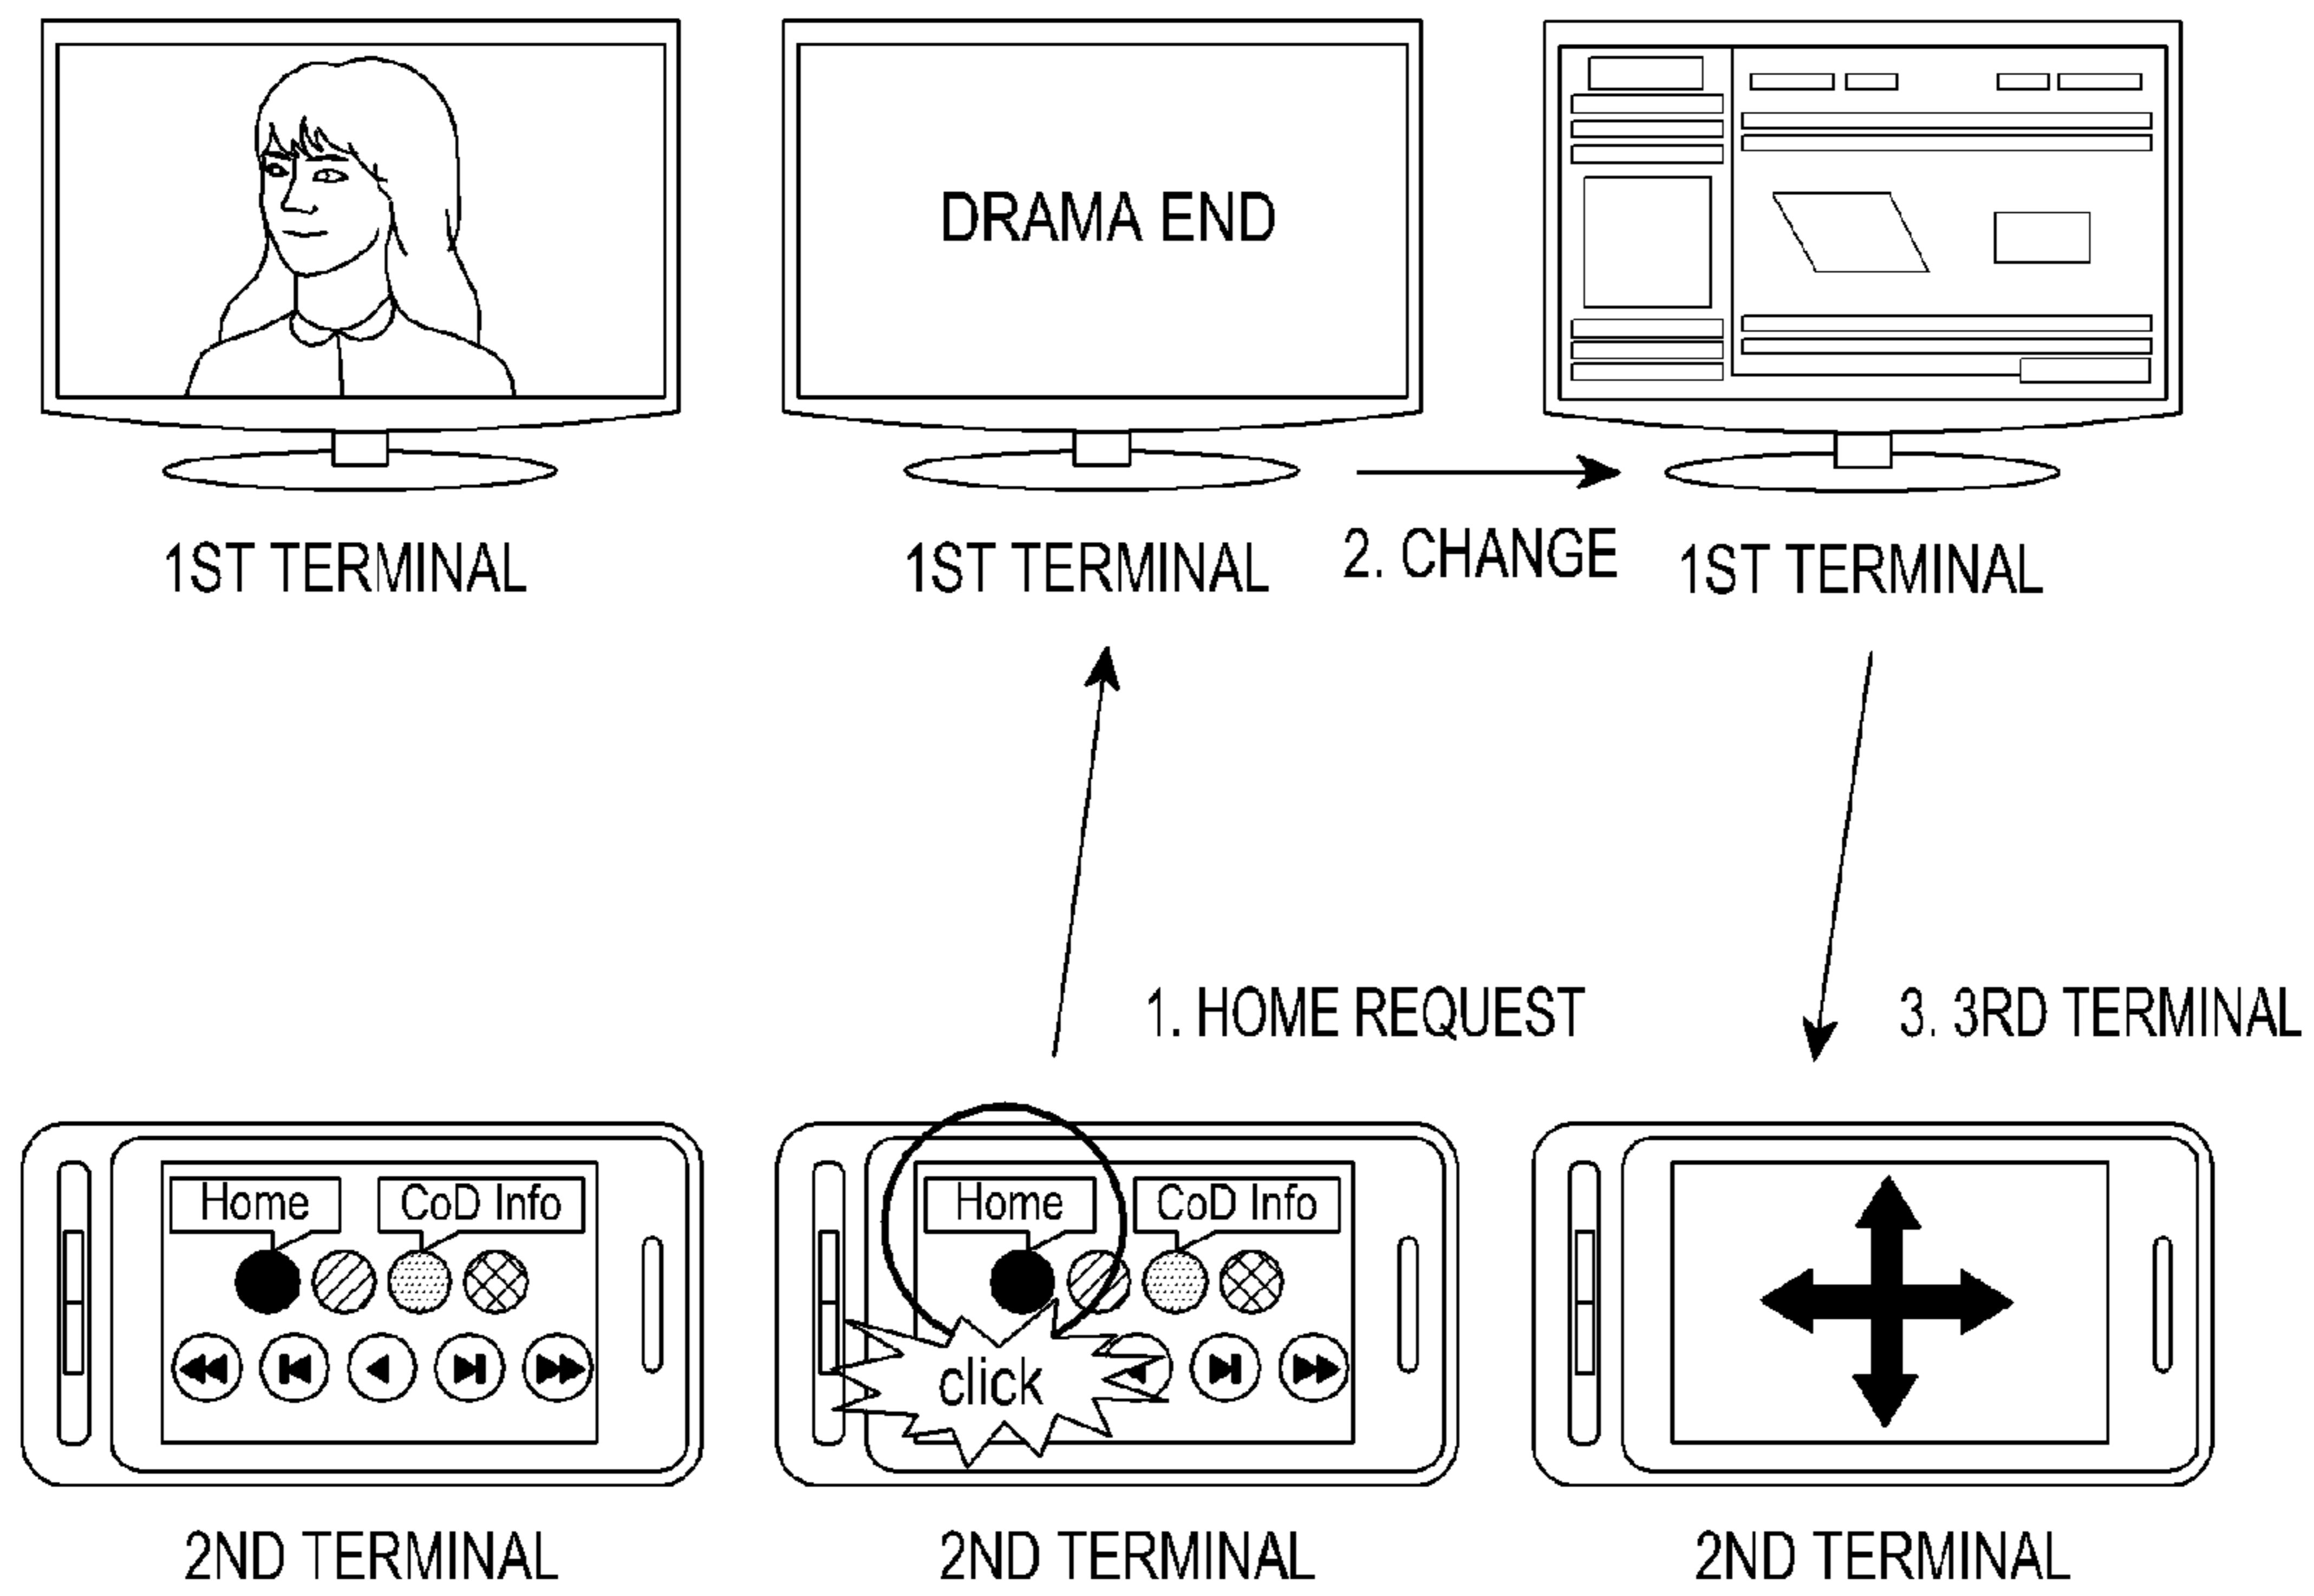 DRAMA END
1ST TERMINAL
1ST TERMINAL
2. CHANGE
1ST TERMINAL
1. HOME REQUEST
3. 3RD TERMINAL
Home
CoD Info
Home
CoD Info
click
2ND TERMINAL
2ND TERMINAL
2ND TERMINAL